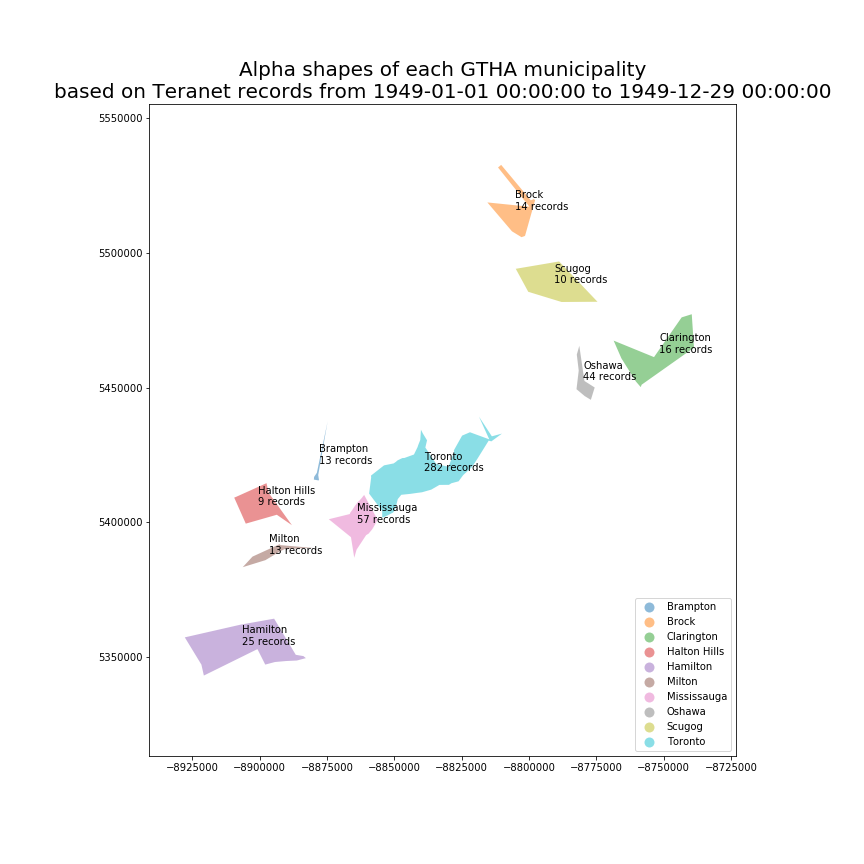 Alpha shapes of each GTHA municipality
based on Teranet records from 1949-01-01 00:00:00 to 1949-12-29 00:00:00
5550000
5500000
5450000
5400000
5350000
Brock
14 records
Scugog
10 records
Clarington
16 records
Oshawa
44 records
Brampton
13 records
Toronto
282 records
Halton Hills
9 records
Mississauga
57 records
Milton
13 records
Hamilton
25 records
Brampton
Brock
Clarington
Halton Hills
Hamilton
Milton
Mississauga
Oshawa
Scugog
Toronto
−8925000 −8900000 −8875000 −8850000 −8825000 −8800000 −8775000 −8750000 −8725000